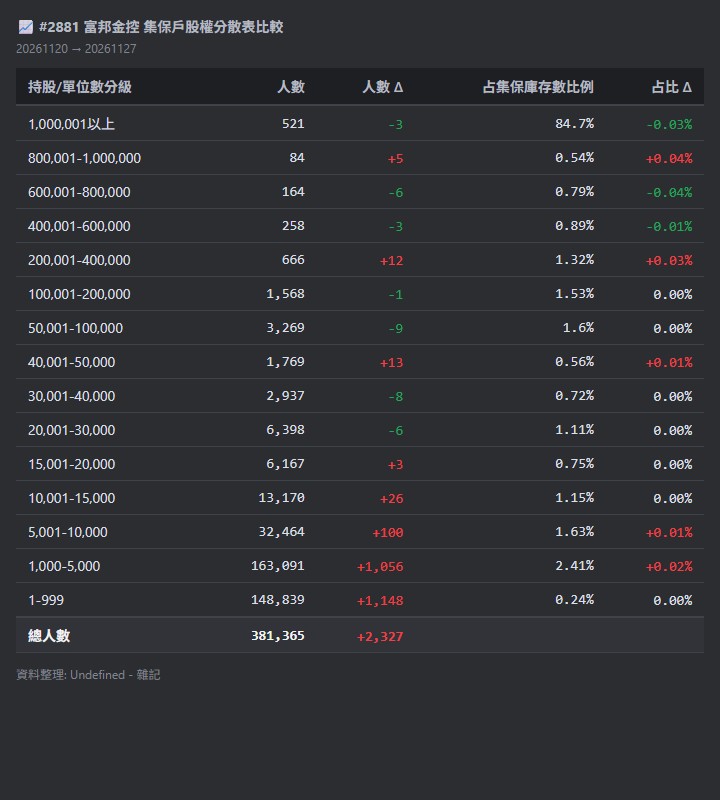 📈 #2881 富邦金控 集保戶股權分散表比較
20261120 → 20261127
持股/單位數分級 人數 人數 Δ 占集保庫存數比例 占比 Δ
1,000,001以上 521 -3 84.7% -0.03%
800,001-1,000,000 84 +5 0.54% +0.04%
600,001-800,000 164 -6 0.79% -0.04%
400,001-600,000 258 -3 0.89% -0.01%
200,001-400,000 666 +12 1.32% +0.03%
100,001-200,000 1,568 -1 1.53% 0.00%
50,001-100,000 3,269 -9 1.6% 0.00%
40,001-50,000 1,769 +13 0.56% +0.01%
30,001-40,000 2,937 -8 0.72% 0.00%
20,001-30,000 6,398 -6 1.11% 0.00%
15,001-20,000 6,167 +3 0.75% 0.00%
10,001-15,000 13,170 +26 1.15% 0.00%
5,001-10,000 32,464 +100 1.63% +0.01%
1,000-5,000 163,091 +1,056 2.41% +0.02%
1-999 148,839 +1,148 0.24% 0.00%
總人數 381,365 +2,327
資料整理: Undefined - 雜記